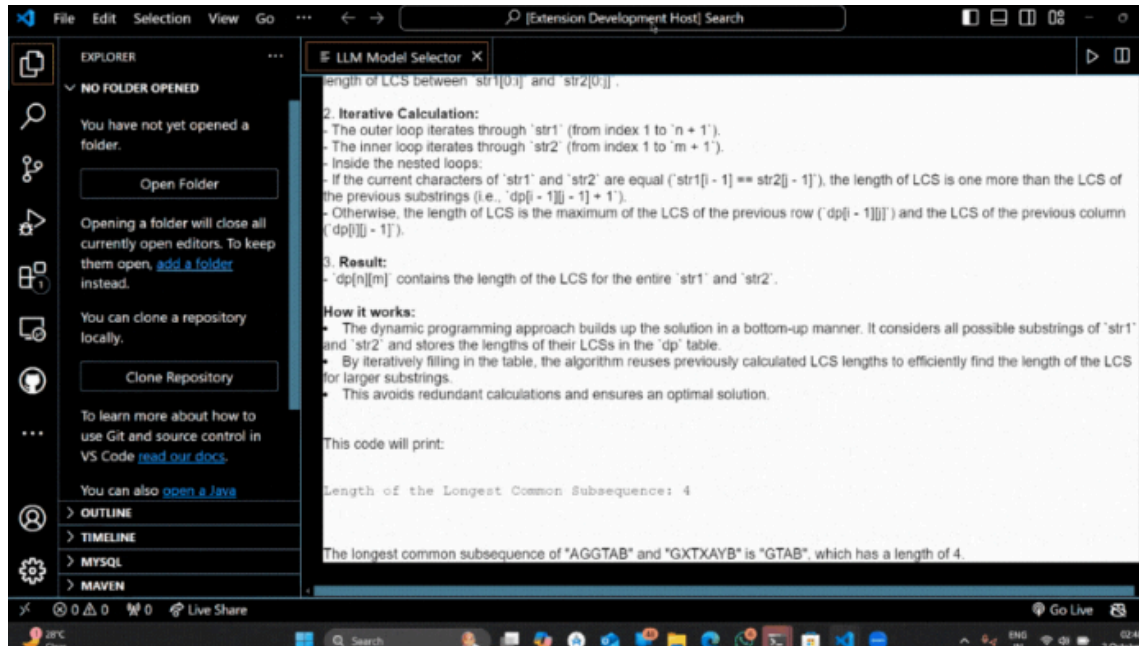 File Edit Selection View Go ··· [Extension Development Host] Search
EXPLORER ···
NO FOLDER OPENED
You have not yet opened a
folder.
Open Folder
Opening a folder will close all
currently open editors. To keep
them open, add a folder
instead.
You can clone a repository
locally.
Clone Repository
To learn more about how to
use Git and source control in
VS Code read our docs.
You can also open a Java
OUTLINE
TIMELINE
MYSQL
MAVEN
LLM Model Selector
length of LCS between `str1[0:i]` and `str2[0:j]`.
2. Iterative Calculation:
- The outer loop iterates through `str1` (from index 1 to `n + 1`).
- The inner loop iterates through `str2` (from index 1 to `m + 1`).
- Inside the nested loops:
- If the current characters of `str1` and `str2` are equal (`str1[i - 1] == str2[j - 1]`), the length of LCS is one more than the LCS of
the previous substrings (i.e., `dp[i - 1][j - 1] + 1`).
- Otherwise, the length of LCS is the maximum of the LCS of the previous row (`dp[i - 1][j]`) and the LCS of the previous column
(`dp[i][j - 1]`).
3. Result:
- `dp[n][m]` contains the length of the LCS for the entire `str1` and `str2`.
How it works:
• The dynamic programming approach builds up the solution in a bottom-up manner. It considers all possible substrings of `str1`
and `str2` and stores the lengths of their LCSs in the `dp` table.
• By iteratively filling in the table, the algorithm reuses previously calculated LCS lengths to efficiently find the length of the LCS
for larger substrings.
• This avoids redundant calculations and ensures an optimal solution.
This code will print:
Length of the Longest Common Subsequence: 4
The longest common subsequence of "AGGTAB" and "GXTXAYB" is "GTAB", which has a length of 4.
0 0 0 Live Share Go Live
28°C Search ENG